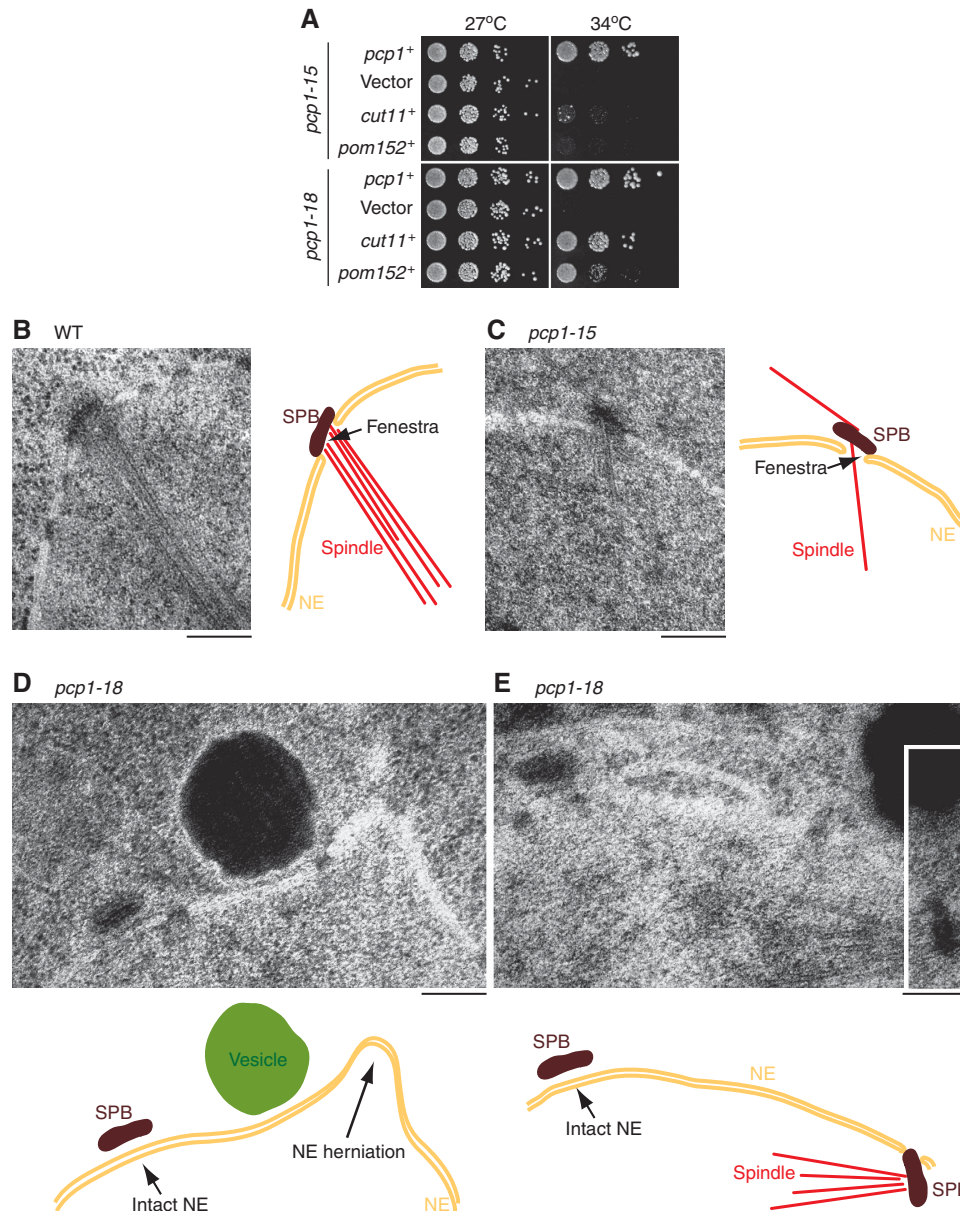 A
27°C 34°C
pcp1-15
pcp1+
Vector
cut11+
pom152+
pcp1-18
pcp1+
Vector
cut11+
pom152+
B WT
SPB
Fenestra
Spindle
NE
C pcp1-15
SPB
Fenestra
Spindle
NE
D pcp1-18
Vesicle
SPB
NE herniation
Intact NE
NE
E pcp1-18
SPB
NE
Intact NE
Spindle
SPB